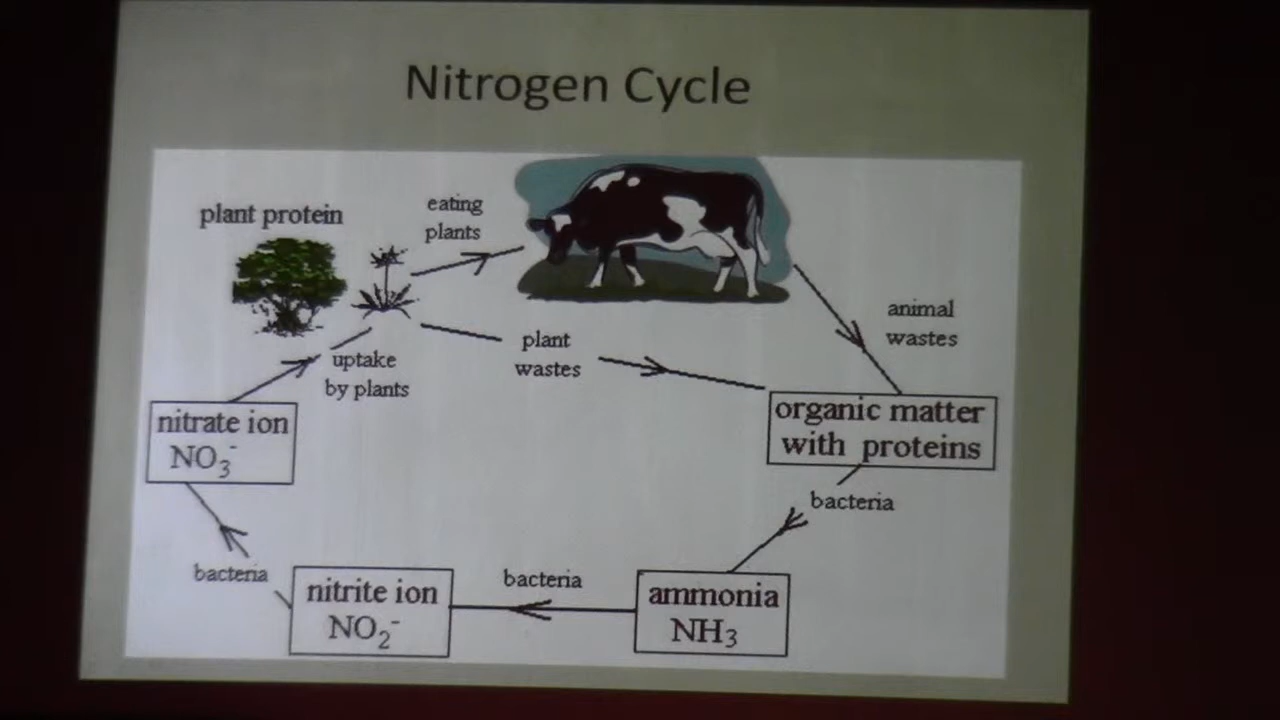 Nitrogen Cycle
plant protein
eating
plants
animal
wastes
plant
wastes
uptake
by plants
nitrate ion
NO₃⁻
organic matter
with proteins
bacteria
bacteria
nitrite ion
NO₂⁻
bacteria
ammonia
NH₃